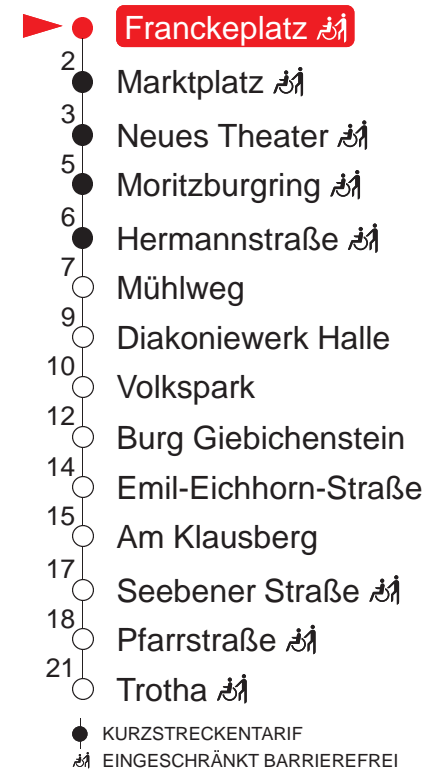 Franckeplatz
2
Marktplatz
3
Neues Theater
5
Moritzburgring
6
Hermannstraße
7
Mühlweg
9
Diakoniewerk Halle
10
Volkspark
12
Burg Giebichenstein
14
Emil-Eichhorn-Straße
15
Am Klausberg
17
Seebener Straße
18
Pfarrstraße
21
Trotha
KURZSTRECKENTARIF
EINGESCHRÄNKT BARRIEREFREI